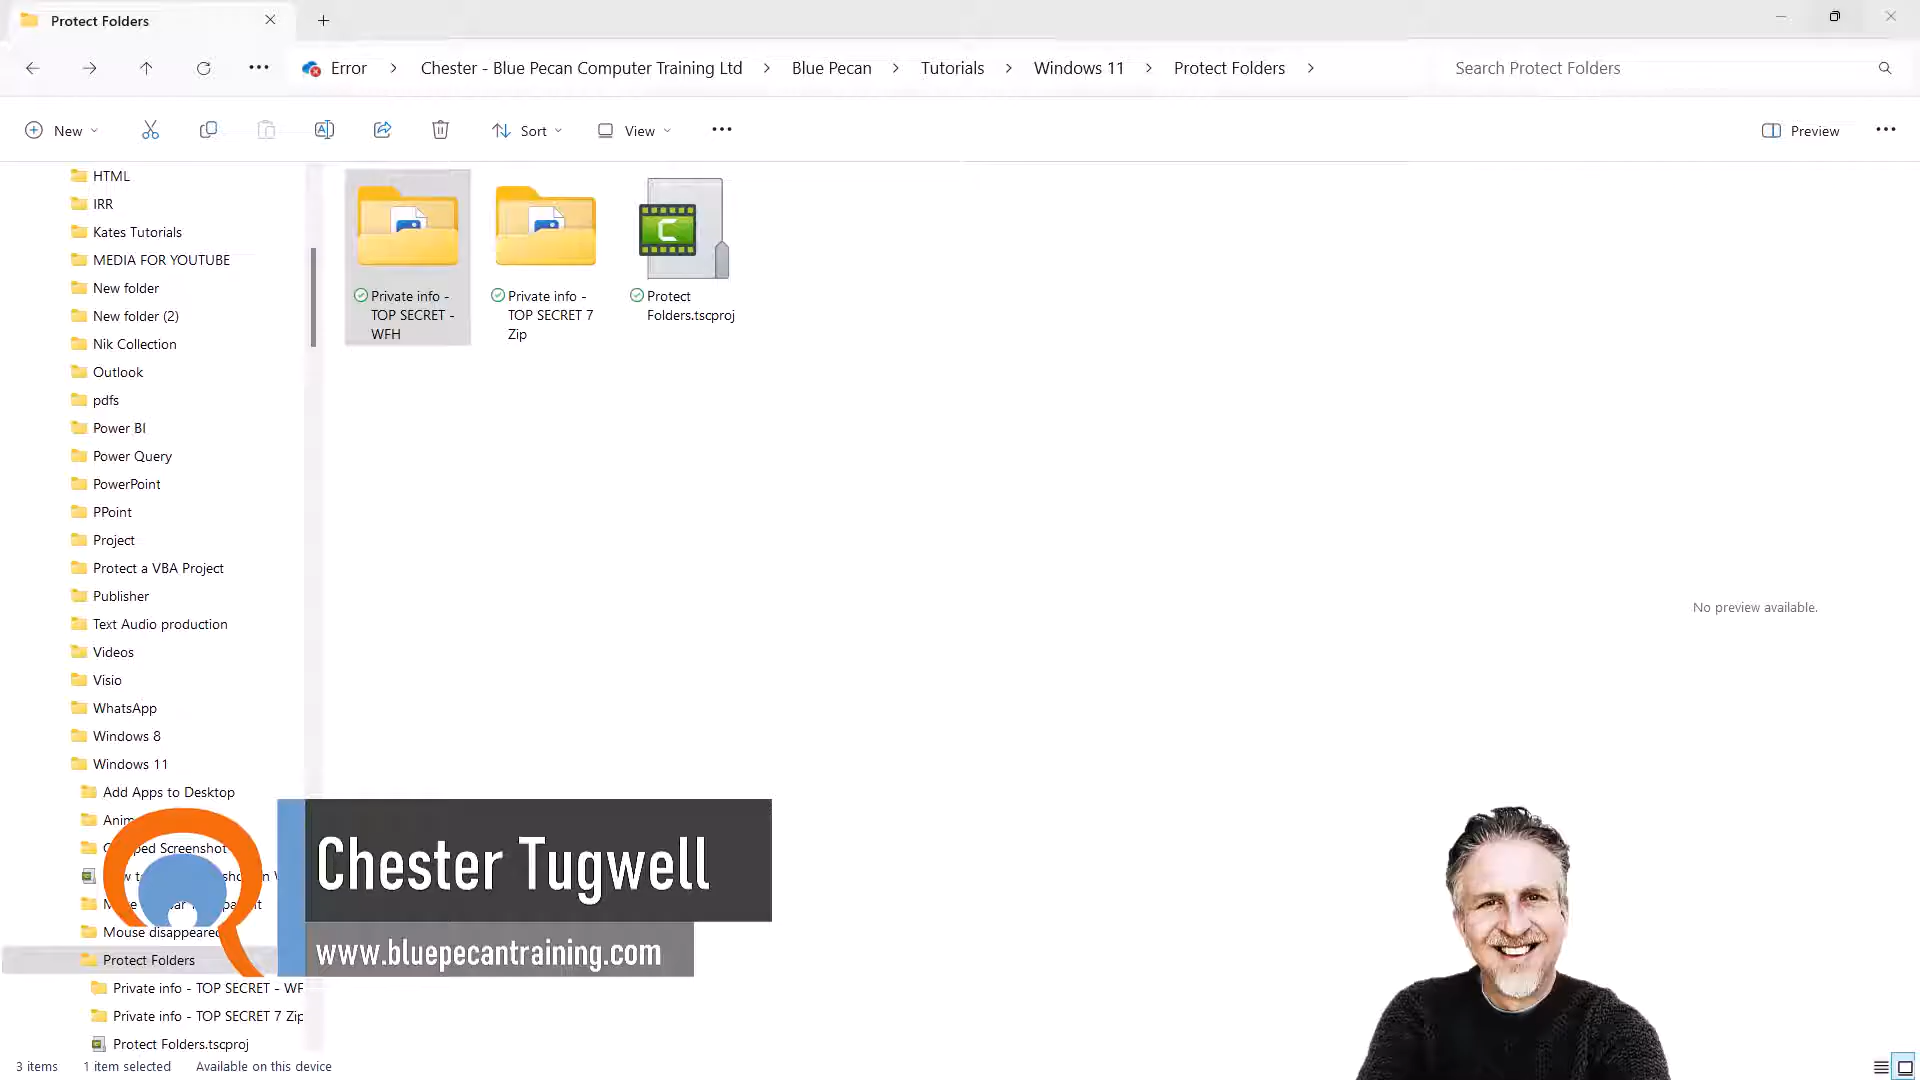 Protect Folders
Error > Chester - Blue Pecan Computer Training Ltd > Blue Pecan > Tutorials > Windows 11 > Protect Folders >
Search Protect Folders
New
Sort
View
Preview
HTML
IRR
Kates Tutorials
MEDIA FOR YOUTUBE
New folder
New folder (2)
Nik Collection
Outlook
pdfs
Power BI
Power Query
PowerPoint
PPoint
Project
Protect a VBA Project
Publisher
Text Audio production
Videos
Visio
WhatsApp
Windows 8
Windows 11
Add Apps to Desktop
Protect Folders
Private info - TOP SECRET - WF
Private info - TOP SECRET 7 Zip
Protect Folders.tscproj
Private info -
TOP SECRET -
WFH
Private info -
TOP SECRET 7
Zip
Protect
Folders.tscproj
No preview available.
Chester Tugwell
www.bluepecantraining.com
3 items
1 item selected
Available on this device